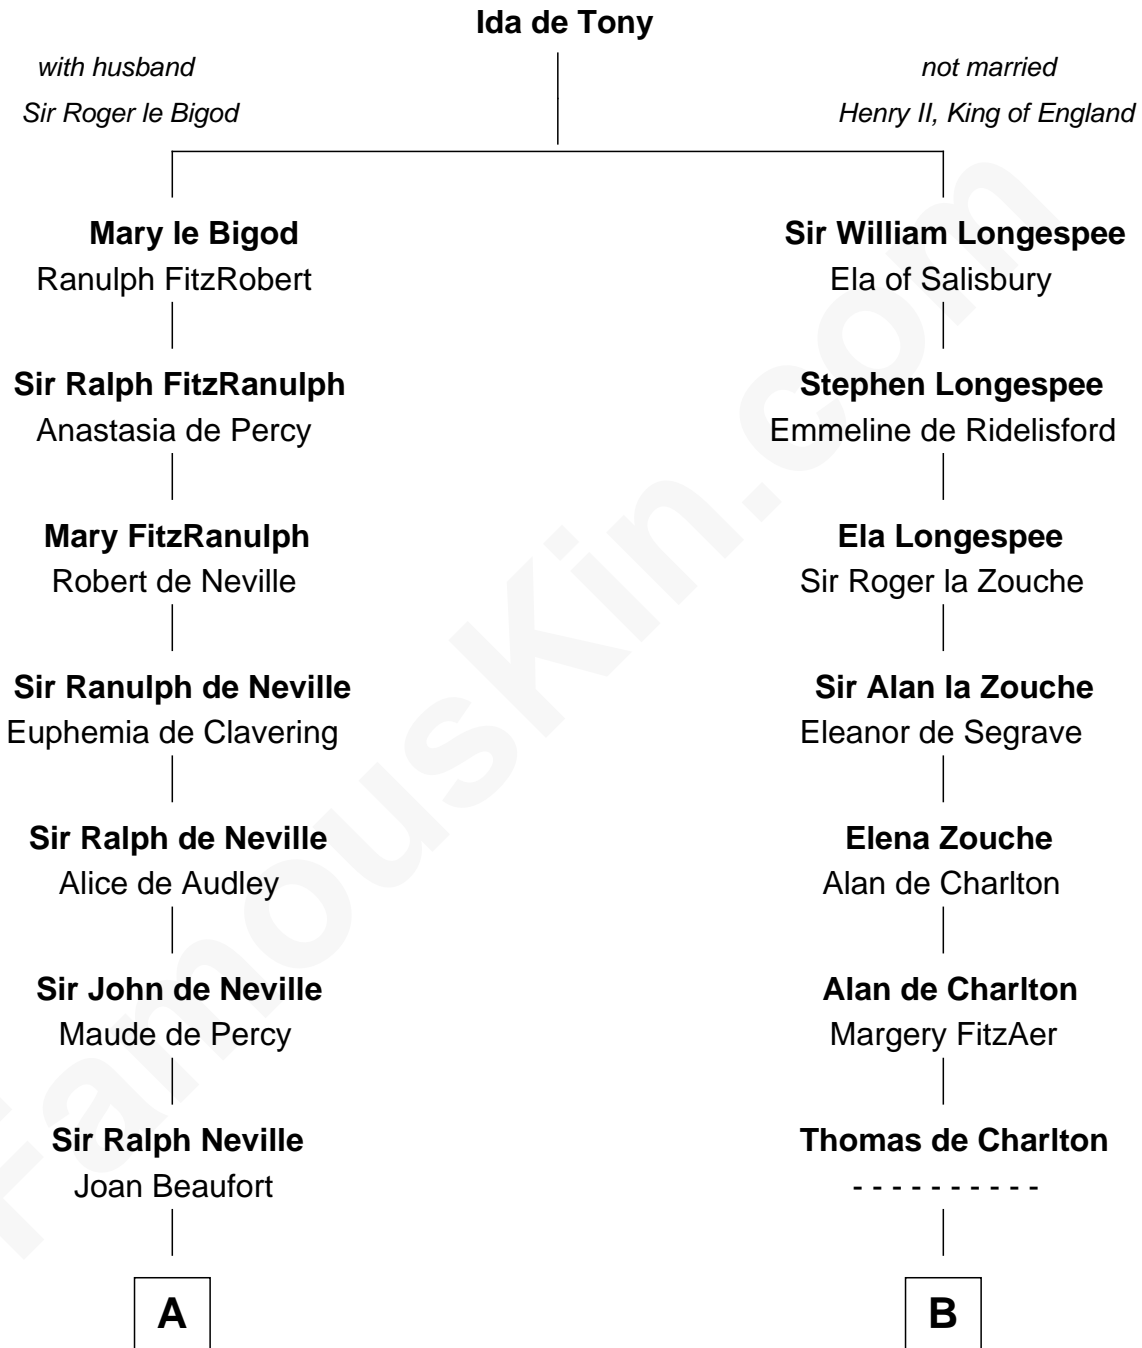 Ida de Tony
with husband
Sir Roger le Bigod
not married
Henry II, King of England
Mary le Bigod
Ranulph FitzRobert
Sir William Longespee
Ela of Salisbury
Sir Ralph FitzRanulph
Anastasia de Percy
Stephen Longespee
Emmeline de Ridelisford
Mary FitzRanulph
Robert de Neville
Ela Longespee
Sir Roger la Zouche
Sir Ranulph de Neville
Euphemia de Clavering
Sir Alan la Zouche
Eleanor de Segrave
Sir Ralph de Neville
Alice de Audley
Elena Zouche
Alan de Charlton
Sir John de Neville
Maude de Percy
Alan de Charlton
Margery FitzAer
Sir Ralph Neville
Joan Beaufort
Thomas de Charlton
- - - - - - - - - -
A
B
FamousKin.com